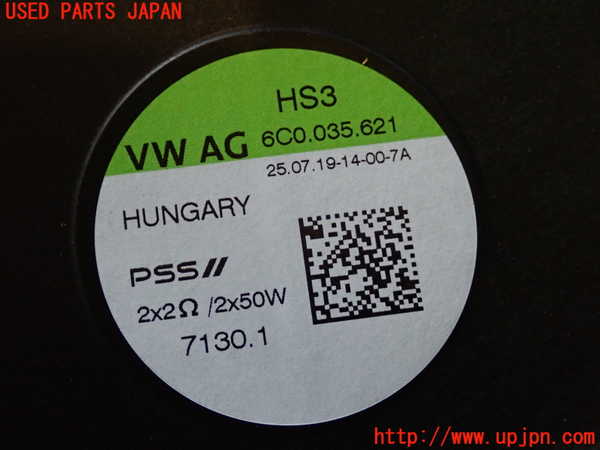 USED PARTS JAPAN
HS3
VW AG 6C0.035.621
25.07.19-14-00-7A
HUNGARY
PSS//
2x2Ω /2x50W
7130.1
http://www.upjpn.com/